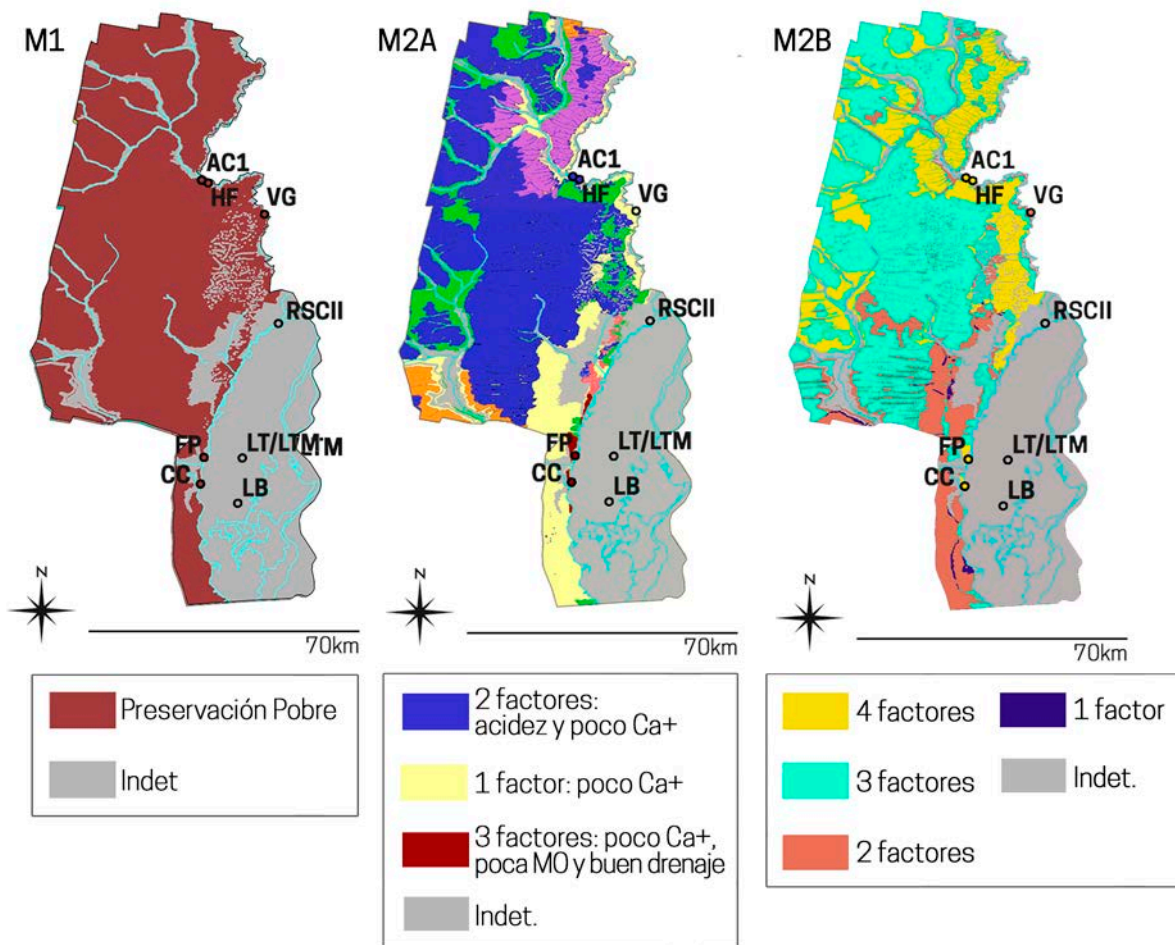 M1
AC1
HF
VG
RSCII
FP
LT/LTM
LTM
CC
LB
N
70km
Preservación Pobre
Indet
M2A
AC1
HF
VG
RSCII
FP
LT/LTM
CC
LB
N
70km
2 factores:
acidez y poco Ca+
1 factor: poco Ca+
3 factores: poco Ca+,
poca MO y buen drenaje
Indet.
M2B
AC1
HF
VG
RSCII
FP
LT/LTM
CC
LB
N
70km
4 factores
1 factor
3 factores
Indet.
2 factores